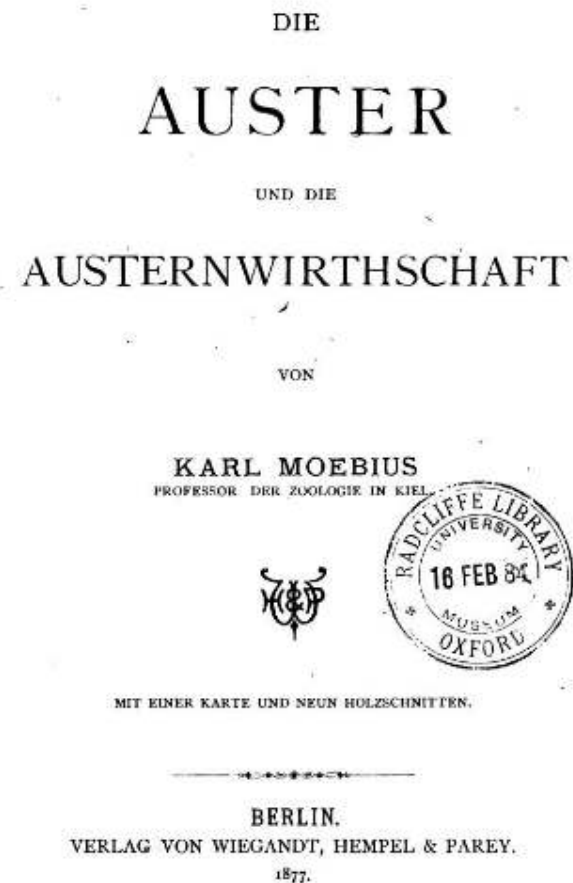 DIE
AUSTER
UND DIE
AUSTERNWIRTHSCHAFT
VON
KARL MOEBIUS
PROFESSOR DER ZOOLOGIE IN KIEL.
RADCLIFFE LIBRARY
UNIVERSITY
16 FEB 84
MUSEUM
OXFORD
H&P
MIT EINER KARTE UND NEUN HOLZSCHNITTEN.
BERLIN.
VERLAG VON WIEGANDT, HEMPEL & PAREY.
1877.